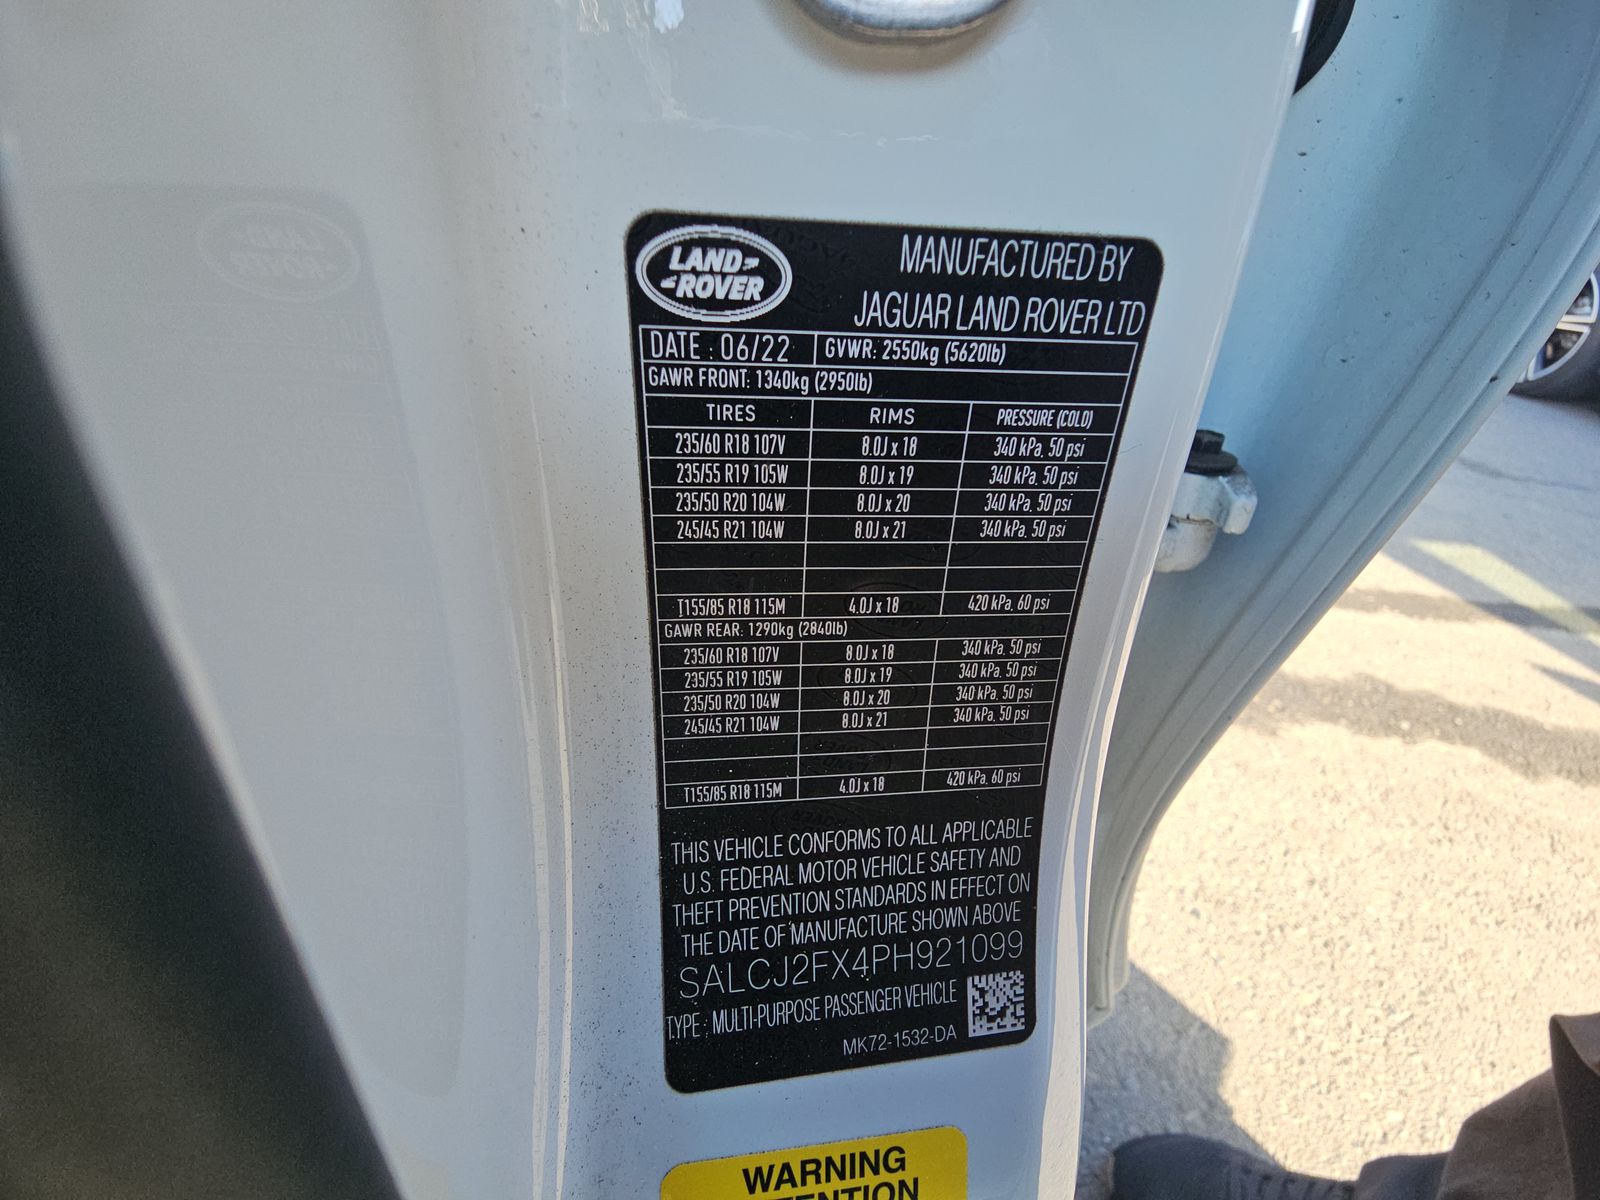 LAND
ROVER
MANUFACTURED BY
JAGUAR LAND ROVER LTD
DATE : 06/22 GVWR: 2550kg (5620lb)
GAWR FRONT: 1340kg (2950lb)
TIRES RIMS PRESSURE (COLD)
235/60 R18 107V 8.0J x 18 340 kPa, 50 psi
235/55 R19 105W 8.0J x 19 340 kPa, 50 psi
235/50 R20 104W 8.0J x 20 340 kPa, 50 psi
245/45 R21 104W 8.0J x 21 340 kPa, 50 psi
T155/85 R18 115M 4.0J x 18 420 kPa, 60 psi
GAWR REAR: 1290kg (2840lb)
235/60 R18 107V 8.0J x 18 340 kPa, 50 psi
235/55 R19 105W 8.0J x 19 340 kPa, 50 psi
235/50 R20 104W 8.0J x 20 340 kPa, 50 psi
245/45 R21 104W 8.0J x 21 340 kPa, 50 psi
T155/85 R18 115M 4.0J x 18 420 kPa, 60 psi
THIS VEHICLE CONFORMS TO ALL APPLICABLE
U.S. FEDERAL MOTOR VEHICLE SAFETY AND
THEFT PREVENTION STANDARDS IN EFFECT ON
THE DATE OF MANUFACTURE SHOWN ABOVE
SALCJ2FX4PH921099
TYPE : MULTI-PURPOSE PASSENGER VEHICLE
MK72-1532-DA
WARNING